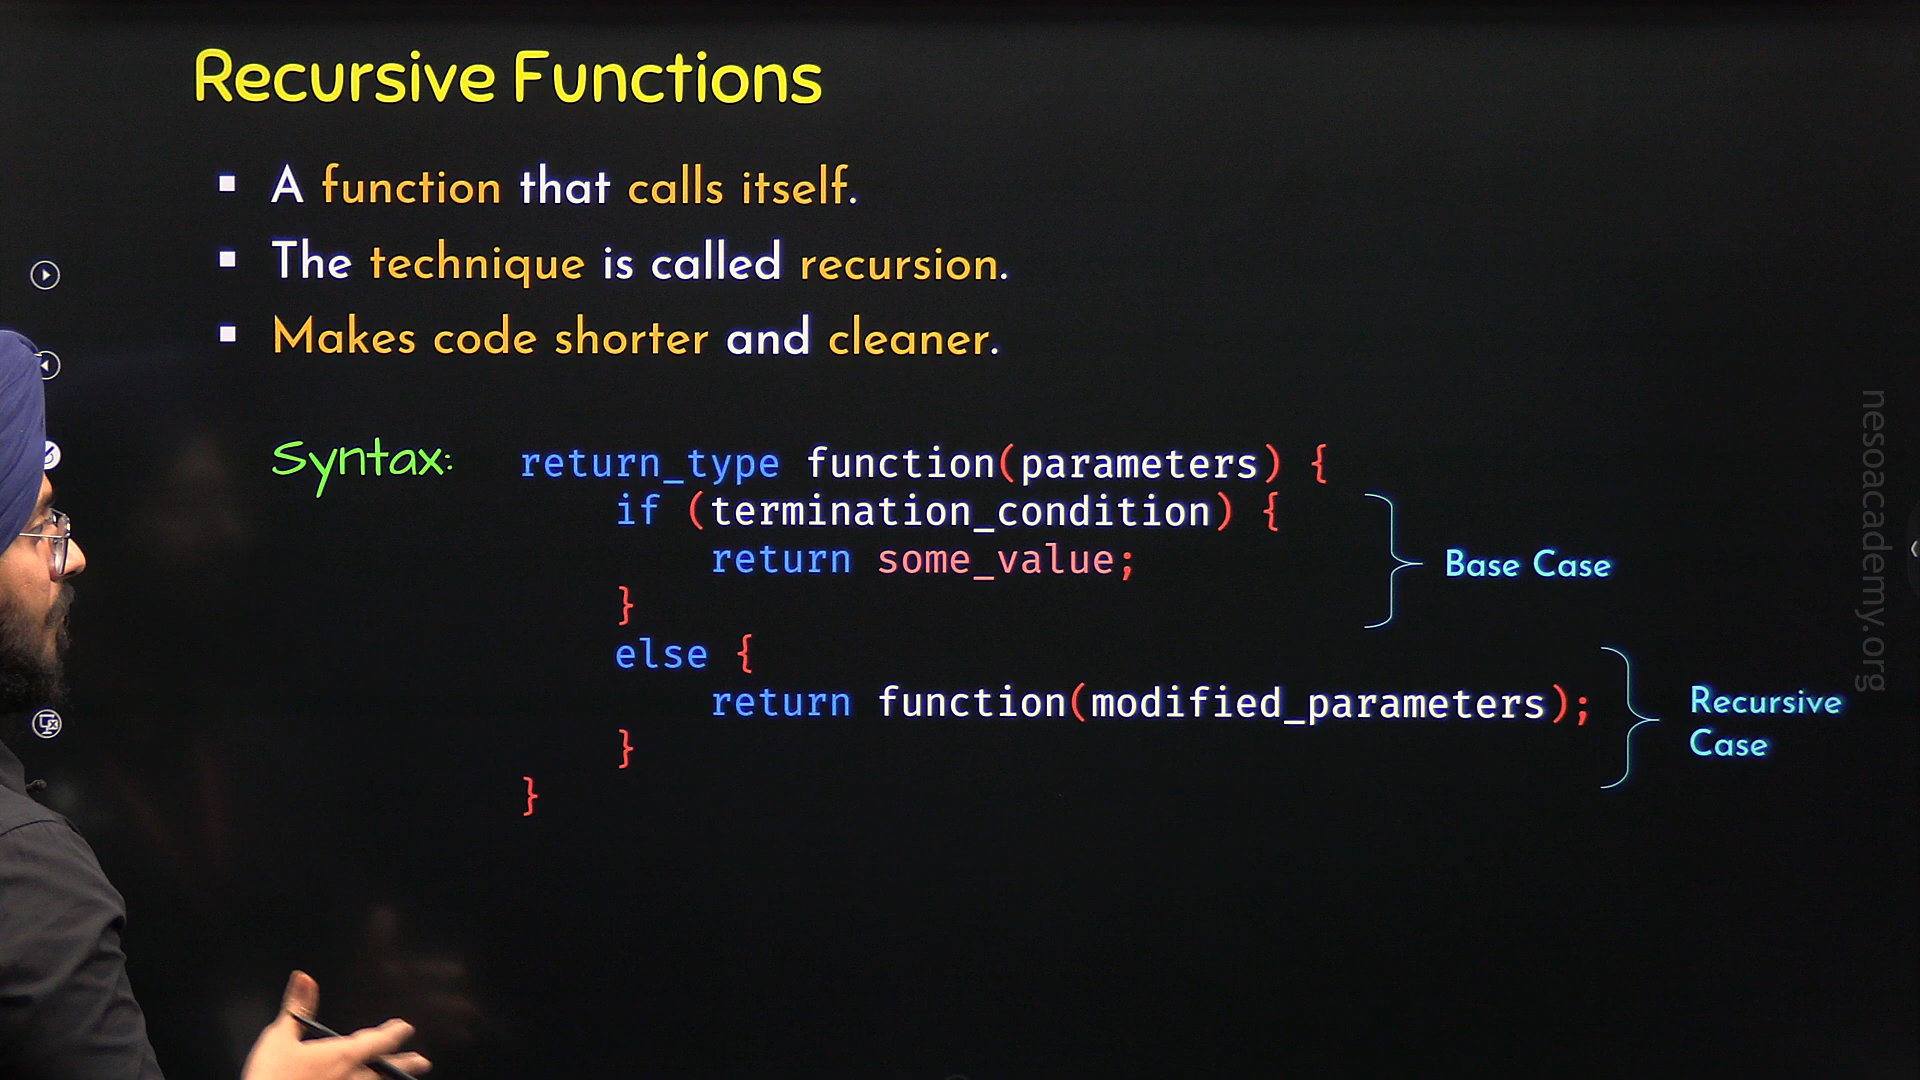 Recursive Functions
▪ A function that calls itself.
▪ The technique is called recursion.
▪ Makes code shorter and cleaner.
Syntax: return_type function(parameters) {
if (termination_condition) {
return some_value;
}
Base Case
else {
return function(modified_parameters);
}
Recursive
Case
}
nesoacademy.org